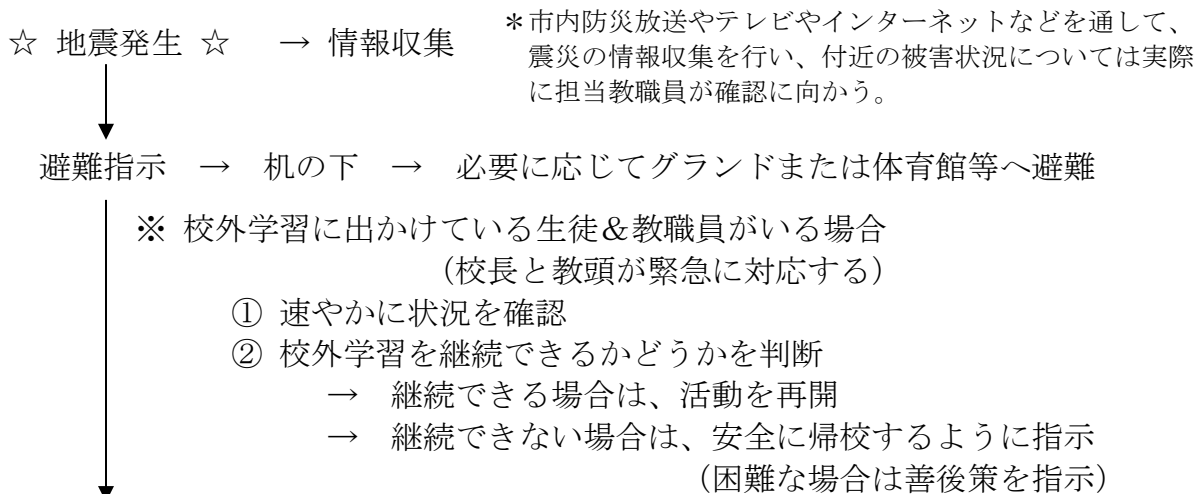 ☆ 地震発生 ☆ → 情報収集
＊市内防災放送やテレビやインターネットなどを通して、
震災の情報収集を行い、付近の被害状況については実際
に担当教職員が確認に向かう。
避難指示 → 机の下 → 必要に応じてグランドまたは体育館等へ避難
※ 校外学習に出かけている生徒＆教職員がいる場合
（校長と教頭が緊急に対応する）
① 速やかに状況を確認
② 校外学習を継続できるかどうかを判断
→ 継続できる場合は、活動を再開
→ 継続できない場合は、安全に帰校するように指示
（困難な場合は善後策を指示）